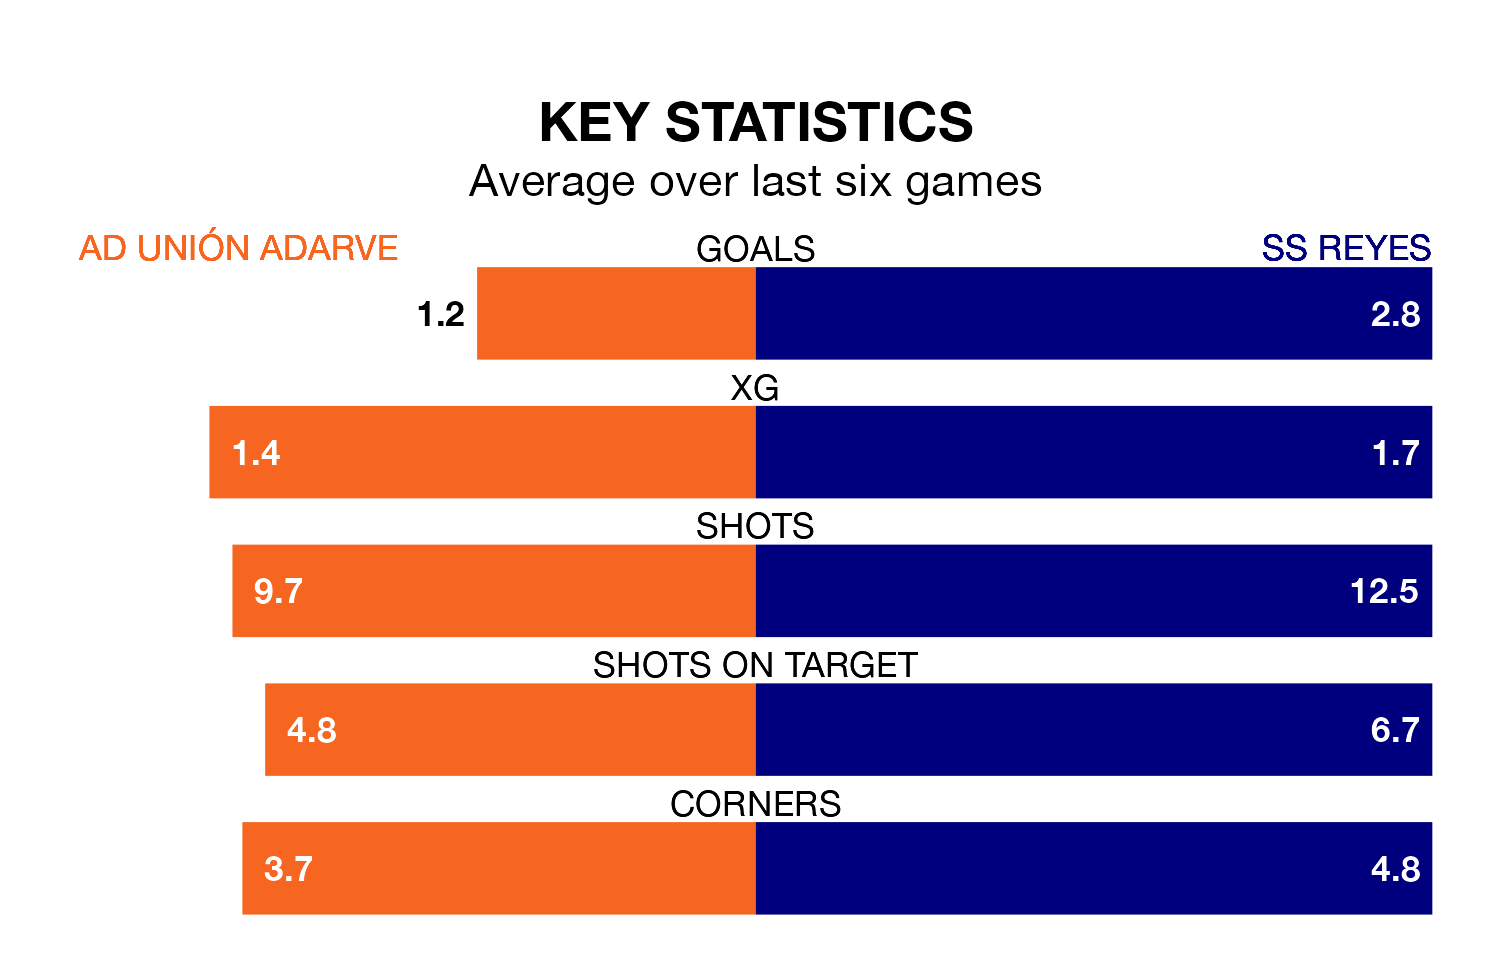 KEY STATISTICS
Average over last six games
AD UNIÓN ADARVE GOALS SS REYES
1.2 2.8
XG
1.4 1.7
SHOTS
9.7 12.5
SHOTS ON TARGET
4.8 6.7
CORNERS
3.7 4.8